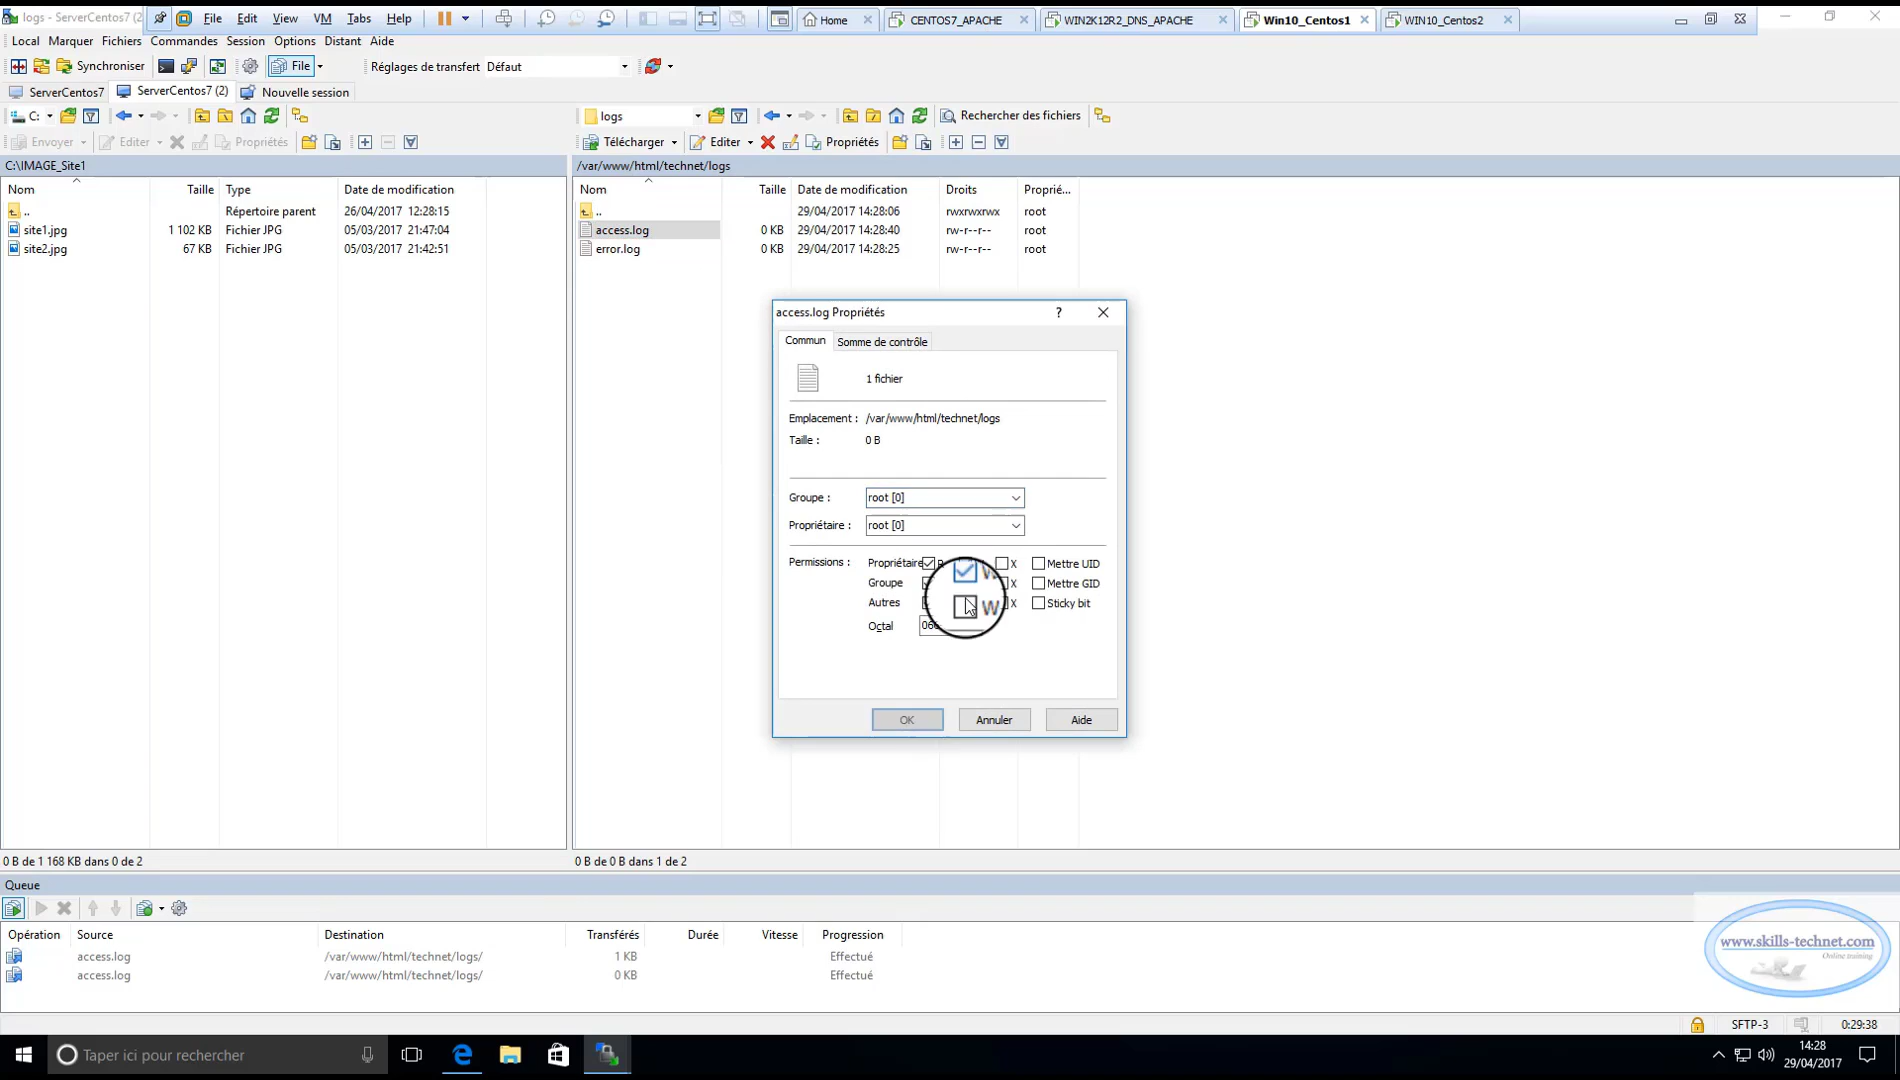 logs - ServerCentos7 (2
File Edit View VM Tabs Help
Home CENTOS7_APACHE WIN2K12R2_DNS_APACHE Win10_Centos1 WIN10_Centos2
Local Marquer Fichiers Commandes Session Options Distant Aide
Synchroniser File Réglages de transfert Défaut
ServerCentos7 ServerCentos7 (2) Nouvelle session
C: logs Rechercher des fichiers
Envoyer Editer Propriétés Télécharger Editer Propriétés
C:\IMAGE_Site1 /var/www/html/technet/logs
Nom Taille Type Date de modification Nom Taille Date de modification Droits Proprié...
.. Répertoire parent 26/04/2017 12:28:15 .. 29/04/2017 14:28:06 rwxrwxrwx root
site1.jpg 1 102 KB Fichier JPG 05/03/2017 21:47:04 access.log 0 KB 29/04/2017 14:28:40 rw-r--r-- root
site2.jpg 67 KB Fichier JPG 05/03/2017 21:42:51 error.log 0 KB 29/04/2017 14:28:25 rw-r--r-- root
access.log Propriétés ?
Commun Somme de contrôle
1 fichier
Emplacement : /var/www/html/technet/logs
Taille : 0 B
Groupe : root [0]
Propriétaire : root [0]
Permissions : Propriétaire W X Mettre UID
Groupe X Mettre GID
Autres W X Sticky bit
Octal
OK Annuler Aide
0 B de 1 168 KB dans 0 de 2 0 B de 0 B dans 1 de 2
Queue
Opération Source Destination Transférés Durée Vitesse Progression
access.log /var/www/html/technet/logs/ 1 KB Effectué
access.log /var/www/html/technet/logs/ 0 KB Effectué
www.skills-technet.com
Online training
SFTP-3 0:29:38
Taper ici pour rechercher 14:28
29/04/2017